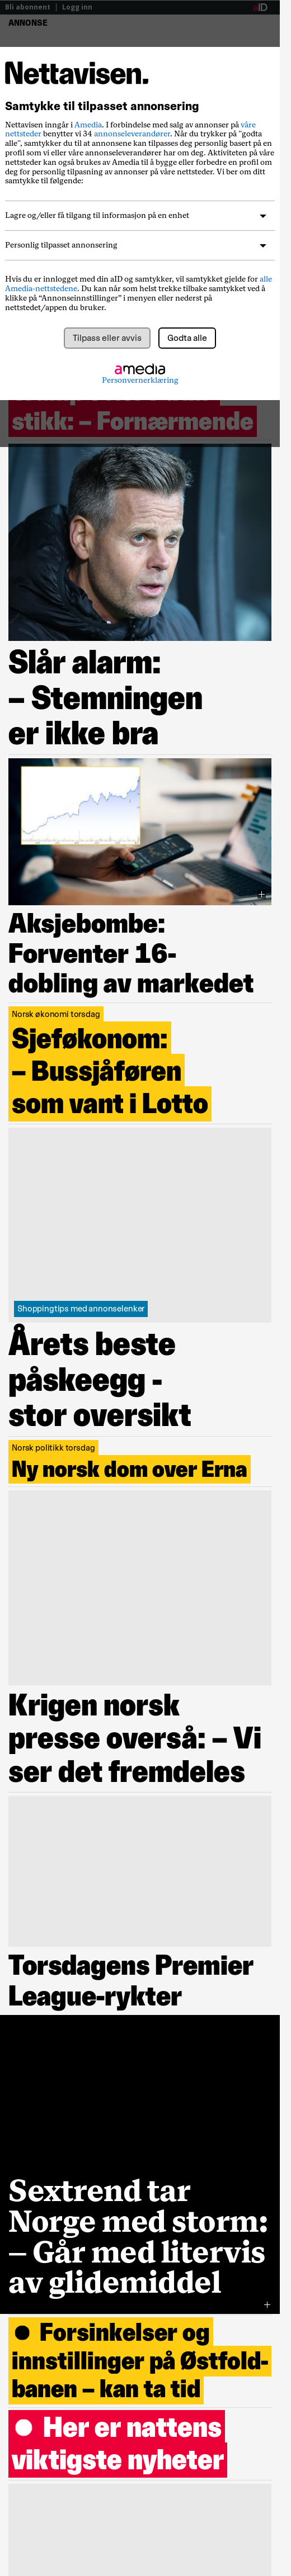 Bli abonnent | Logg inn
aID
ANNONSE
Nettavisen.
Samtykke til tilpasset annonsering
Nettavisen inngår i Amedia. I forbindelse med salg av annonser på våre
nettsteder benytter vi 34 annonseleverandører. Når du trykker på "godta
alle", samtykker du til at annonsene kan tilpasses deg personlig basert på en
profil som vi eller våre annonseleverandører har om deg. Aktiviteten på våre
nettsteder kan også brukes av Amedia til å bygge eller forbedre en profil om
deg for personlig tilpasning av annonser på våre nettsteder. Vi ber om ditt
samtykke til følgende:
Lagre og/eller få tilgang til informasjon på en enhet
Personlig tilpasset annonsering
Hvis du er innlogget med din aID og samtykker, vil samtykket gjelde for alle
Amedia-nettstedene. Du kan når som helst trekke tilbake samtykket ved å
klikke på “Annonseinnstillinger” i menyen eller nederst på
nettstedet/appen du bruker.
Tilpass eller avvis
Godta alle
amedia
Personvernerklæring
stikk: – Fornærmende
Slår alarm:
– Stemningen
er ikke bra
Aksjebombe:
Forventer 16-
dobling av markedet
Norsk økonomi torsdag
Sjeføkonom:
– Bussjåføren
som vant i Lotto
Shoppingtips med annonselenker
Årets beste
påskeegg -
stor oversikt
Norsk politikk torsdag
Ny norsk dom over Erna
Krigen norsk
presse overså: – Vi
ser det fremdeles
Torsdagens Premier
League-rykter
Sextrend tar
Norge med storm:
– Går med litervis
av glidemiddel
● Forsinkelser og
innstillinger på Østfold-
banen – kan ta tid
● Her er nattens
viktigste nyheter